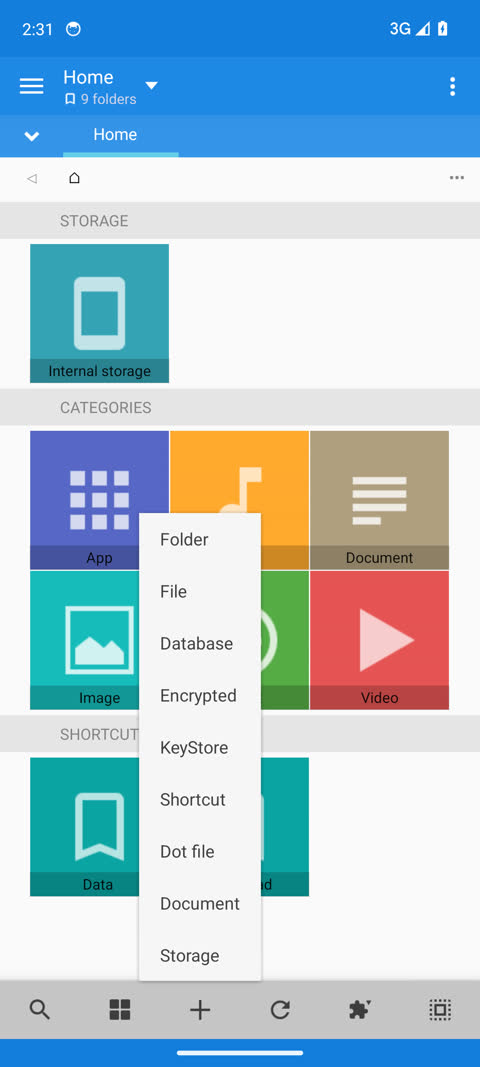 2:31
3G
Home
9 folders
Home
STORAGE
Internal storage
CATEGORIES
App
Document
Image
Video
SHORTCUT
Data
ad
Folder
File
Database
Encrypted
KeyStore
Shortcut
Dot file
Document
Storage